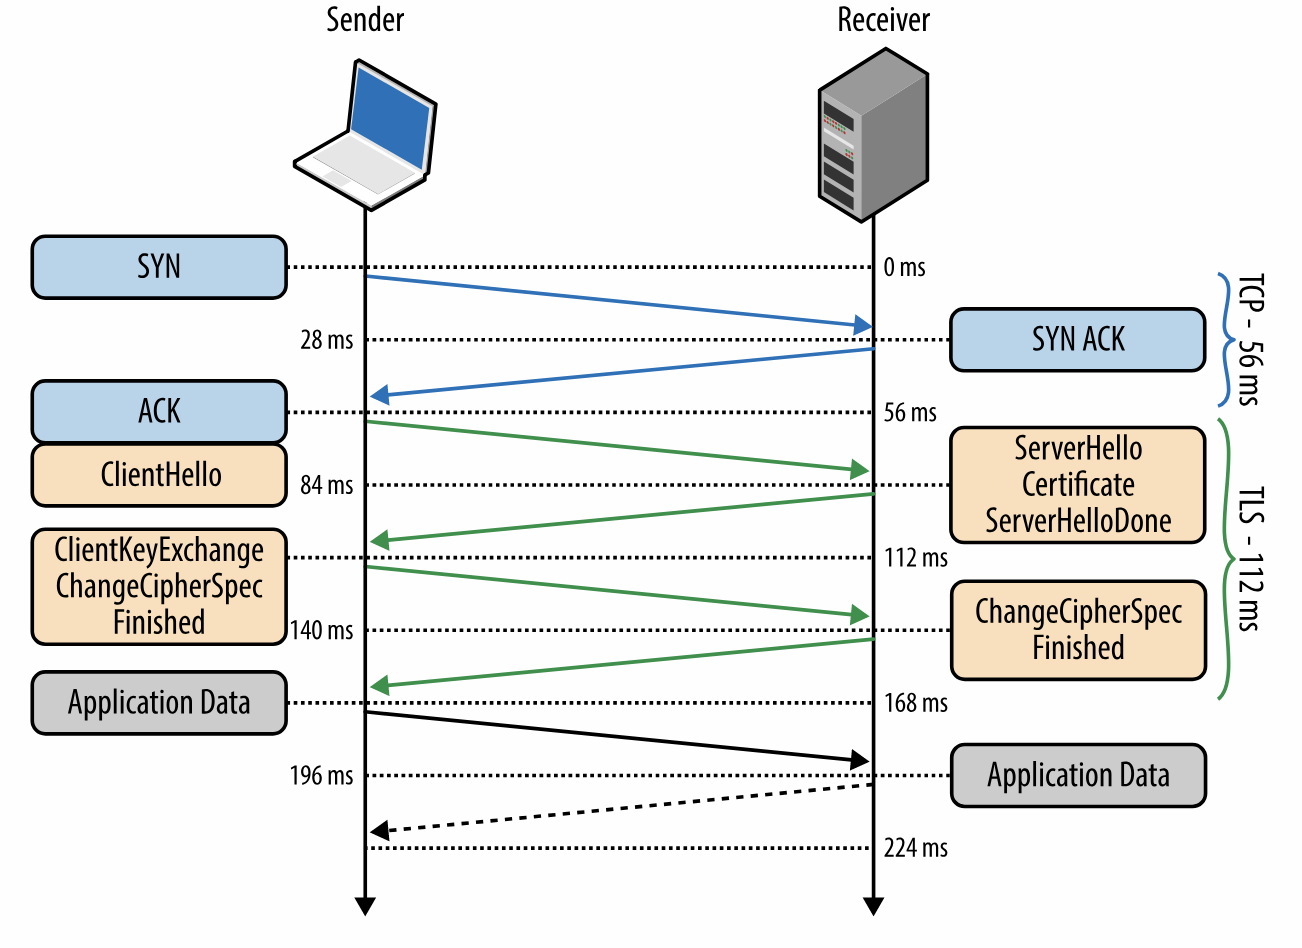 Sender
Receiver
SYN
0 ms
28 ms
SYN ACK
TCP - 56 ms
ACK
56 ms
ClientHello
84 ms
ServerHello
Certificate
ServerHelloDone
TLS - 112 ms
ClientKeyExchange
ChangeCipherSpec
Finished
112 ms
140 ms
ChangeCipherSpec
Finished
Application Data
168 ms
196 ms
Application Data
224 ms